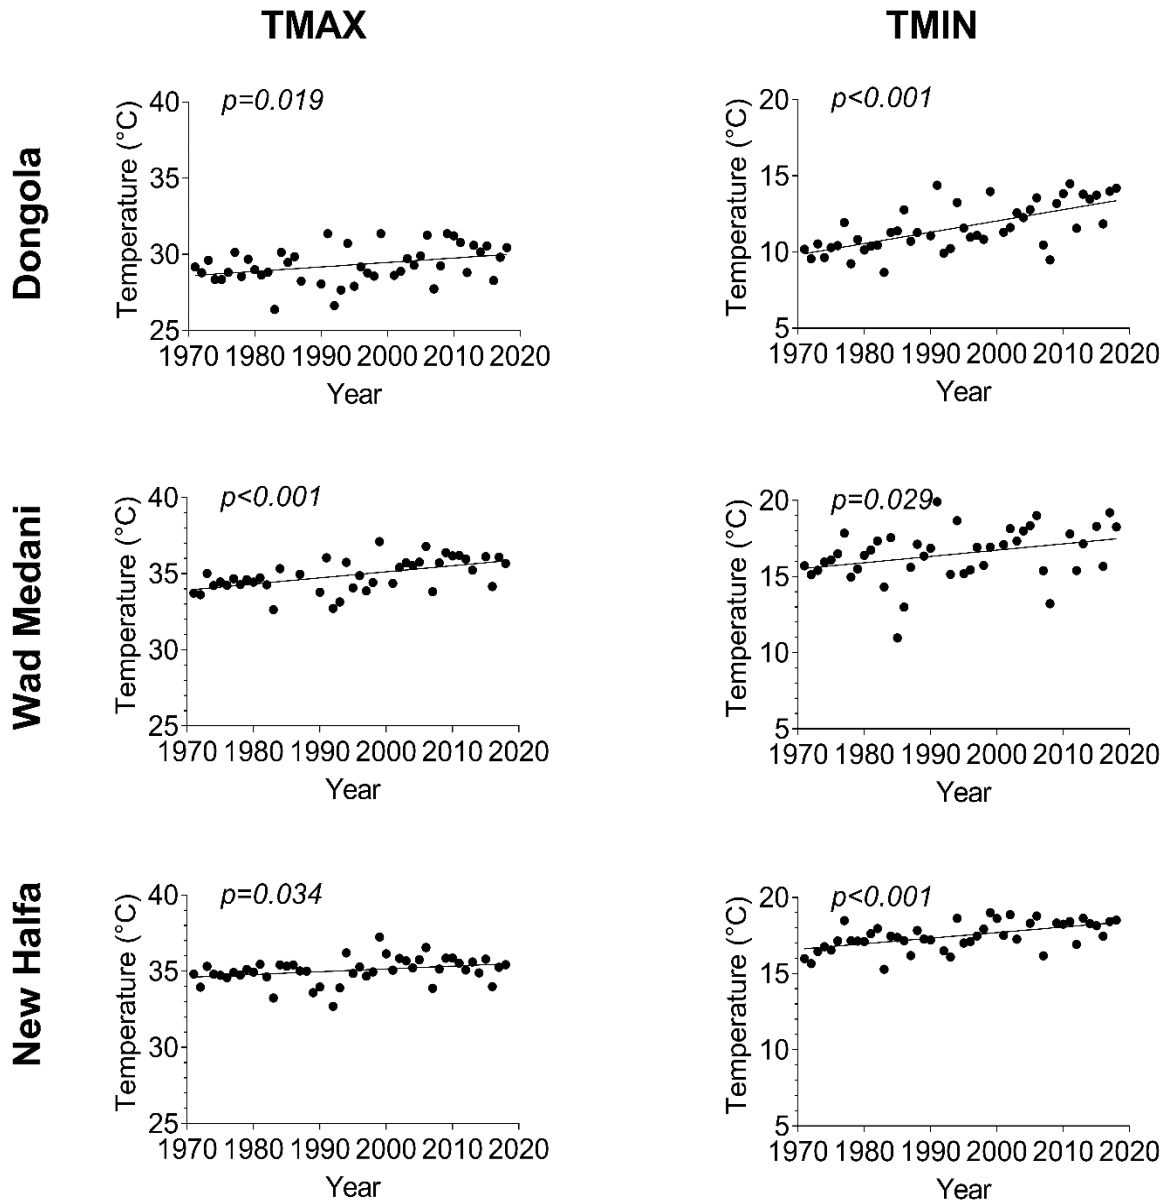 TMAX TMIN
Dongola
p=0.019
Temperature (°C)
40
35
30
25
1970 1980 1990 2000 2010 2020
Year
p<0.001
Temperature (°C)
20
15
10
5
1970 1980 1990 2000 2010 2020
Year
Wad Medani
p<0.001
Temperature (°C)
40
35
30
25
1970 1980 1990 2000 2010 2020
Year
p=0.029
Temperature (°C)
20
15
10
5
1970 1980 1990 2000 2010 2020
Year
New Halfa
p=0.034
Temperature (°C)
40
35
30
25
1970 1980 1990 2000 2010 2020
Year
p<0.001
Temperature (°C)
20
15
10
5
1970 1980 1990 2000 2010 2020
Year